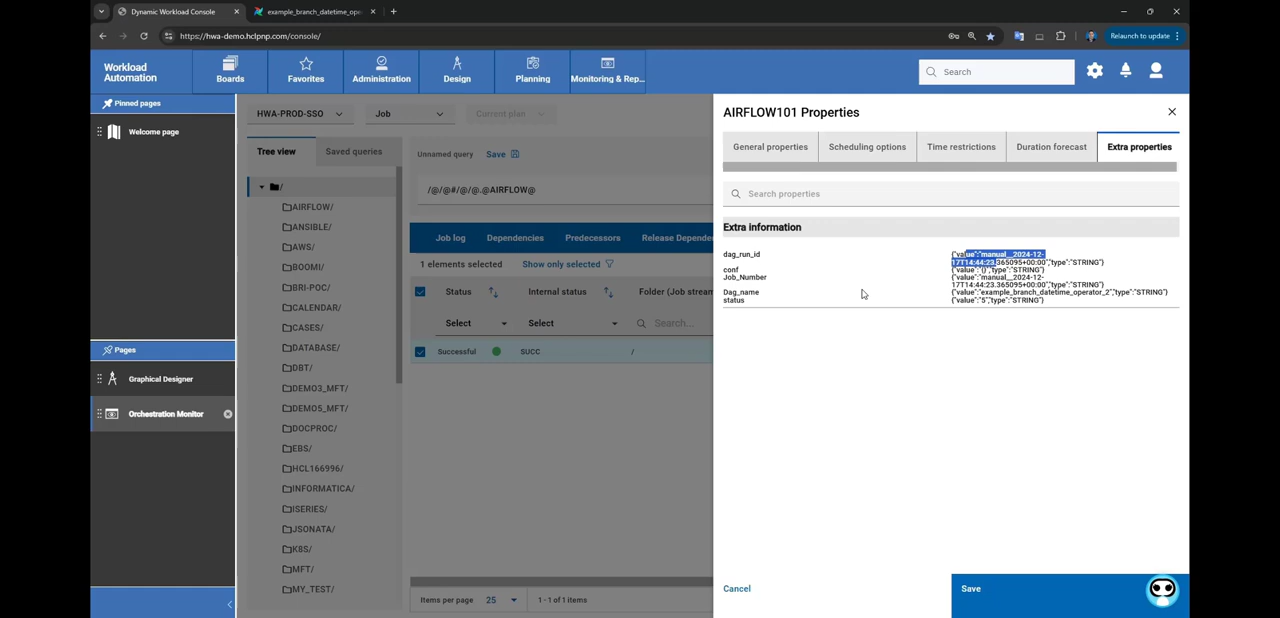 Dynamic Workload Console
example_branch_datetime_ope
https://hwa-demo.hclpnp.com/console/
Relaunch to update
Workload Automation
Boards
Favorites
Administration
Design
Planning
Monitoring & Rep...
Search
Pinned pages
Welcome page
Pages
Graphical Designer
Orchestration Monitor
HWA-PROD-SSO
Job
Current plan
Tree view
Saved queries
/
AIRFLOW/
ANSIBLE/
AWS/
BOOMI/
BRI-POC/
CALENDAR/
CASES/
DATABASE/
DBT/
DEMO3_MFT/
DEMO5_MFT/
DOCPROC/
EBS/
HCL166996/
INFORMATICA/
ISERIES/
JSONATA/
K8S/
MFT/
MY_TEST/
Unnamed query
Save
/@/@#/@/@.@AIRFLOW@
Job log
Dependencies
Predecessors
Release Depende
1 elements selected
Show only selected
Status
Internal status
Folder (Job stream
Select
Select
Search...
Successful
SUCC
/
Items per page
25
1 - 1 of 1 items
AIRFLOW101 Properties
General properties
Scheduling options
Time restrictions
Duration forecast
Extra properties
Search properties
Extra information
dag_run_id
{"value":"manual__2024-12-
17T14:44:23.365095+00:00","type":"STRING"}
conf
{"value":"{}","type":"STRING"}
Job_Number
{"value":"manual__2024-12-
17T14:44:23.365095+00:00","type":"STRING"}
Dag_name
{"value":"example_branch_datetime_operator_2","type":"STRING"}
status
{"value":"5","type":"STRING"}
Cancel
Save